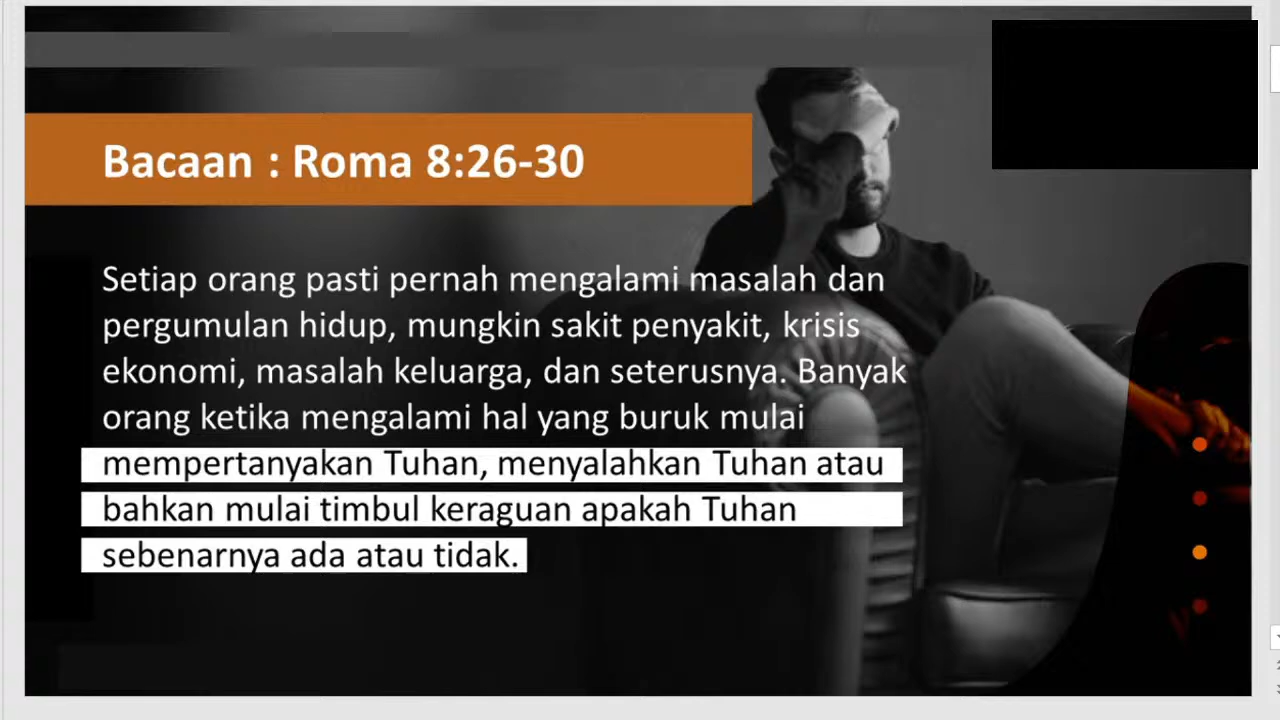 Bacaan : Roma 8:26-30
Setiap orang pasti pernah mengalami masalah dan
pergumulan hidup, mungkin sakit penyakit, krisis
ekonomi, masalah keluarga, dan seterusnya. Banyak
orang ketika mengalami hal yang buruk mulai
mempertanyakan Tuhan, menyalahkan Tuhan atau
bahkan mulai timbul keraguan apakah Tuhan
sebenarnya ada atau tidak.